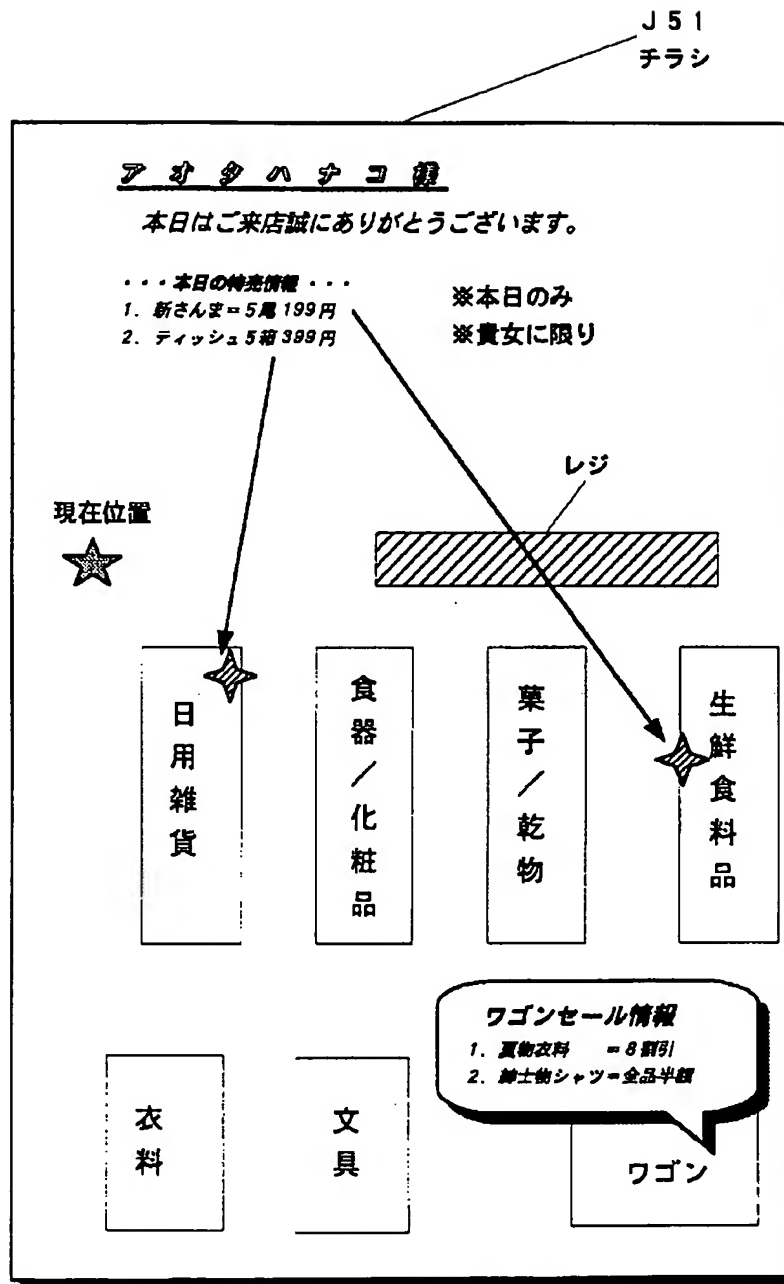 J51
チラシ
アオタハナコ様
本日はご来店誠にありがとうございます。
・・・本日の特売情報・・・
1. 新さんま=5尾199円
2. ティッシュ5箱399円
※本日のみ
※貴女に限り
レジ
現在位置
日用雑貨
食器/化粧品
菓子/乾物
生鮮食料品
ワゴンセール情報
1. 夏物衣料 =8割引
2. 紳士物シャツ=全品半額
衣料
文具
ワゴン